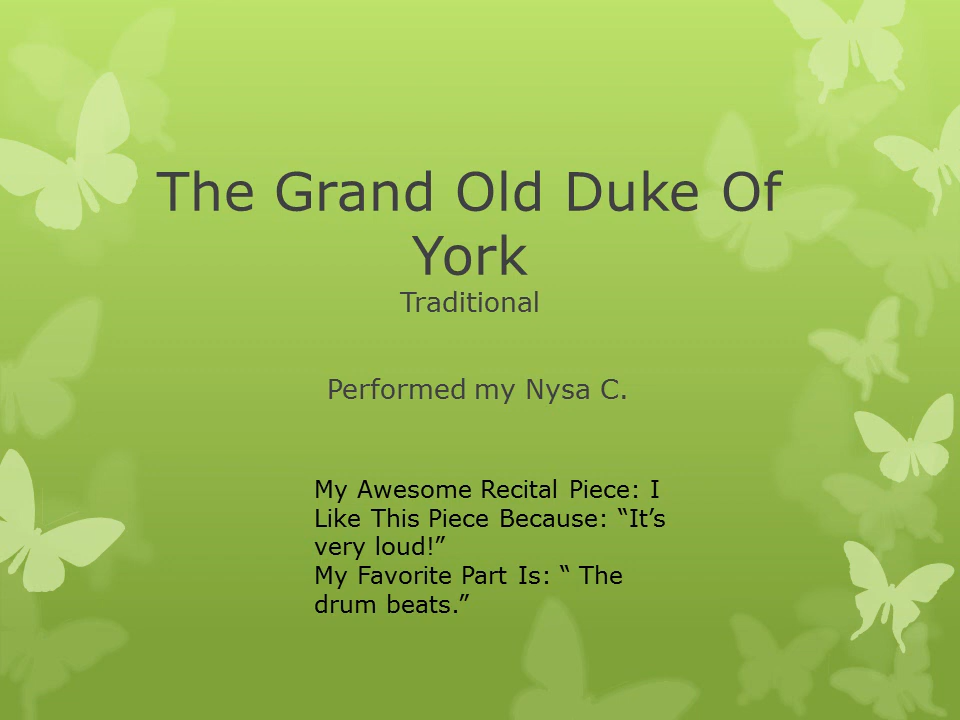 The Grand Old Duke Of
York
Traditional
Performed my Nysa C.
My Awesome Recital Piece: I
Like This Piece Because: “It’s
very loud!”
My Favorite Part Is: “ The
drum beats.”